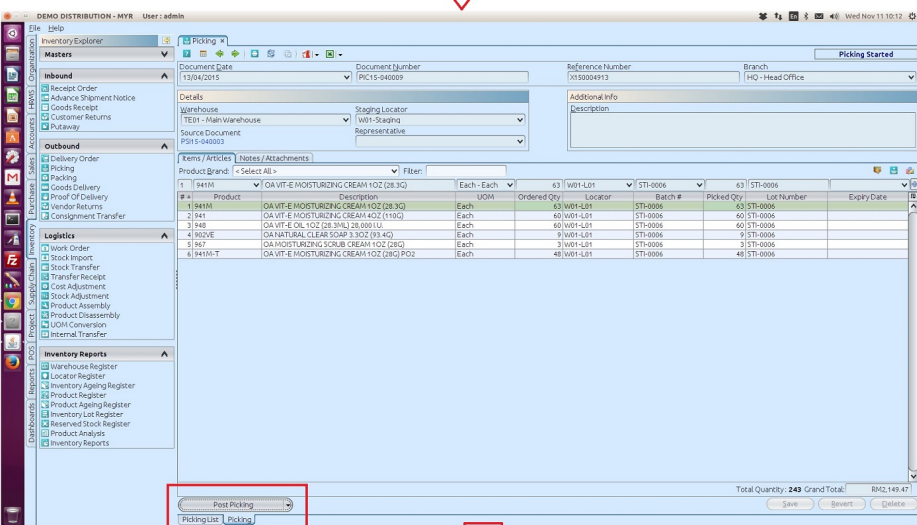 DEMO DISTRIBUTION - MYR User : admin
En
Wed Nov 11 10:12
File Help
Inventory Explorer
Picking ×
Masters
Picking Started
Document Date Document Number Reference Number Branch
13/04/2015 PIC15-040009 X150004913 HQ - Head Office
Inbound
Receipt Order
Advance Shipment Notice
Goods Receipt
Customer Returns
Putaway
Details Additional Info
Warehouse Staging Locator Description
TE01 - Main Warehouse W01-Staging
Source Document Representative
PSI15-040003
Outbound
Delivery Order
Picking
Packing
Goods Delivery
Proof Of Delivery
Vendor Returns
Consignment Transfer
Items / Articles Notes / Attachments
Product Brand: < Select All > Filter:
1 941M OA VIT-E MOISTURIZING CREAM 1OZ (28.3G) Each - Each 63 W01-L01 STI-0006 63 STI-0006
# Product Description UOM Ordered Qty Locator Batch # Picked Qty Lot Number Expiry Date
1 941M OA VIT-E MOISTURIZING CREAM 1OZ (28.3G) Each 63 W01-L01 STI-0006 63 STI-0006
2 941 OA VIT-E MOISTURIZING CREAM 4OZ (110G) Each 60 W01-L01 STI-0006 60 STI-0006
3 948 OA VIT-E OIL 1OZ (28.3ML) 28,000 I.U. Each 60 W01-L01 STI-0006 60 STI-0006
4 902VE OA NATURAL CLEAR SOAP 3.3OZ (93.4G) Each 9 W01-L01 STI-0006 9 STI-0006
5 967 OA MOISTURIZING SCRUB CREAM 1OZ (28G) Each 3 W01-L01 STI-0006 3 STI-0006
6 941M-T OA VIT-E MOISTURIZING CREAM 1OZ (28G) PO2 Each 48 W01-L01 STI-0006 48 STI-0006
Logistics
Work Order
Stock Import
Stock Transfer
Transfer Receipt
Cost Adjustment
Stock Adjustment
Product Assembly
Product Disassembly
UOM Conversion
Internal Transfer
Inventory Reports
Warehouse Register
Locator Register
Inventory Ageing Register
Product Register
Product Ageing Register
Inventory Lot Register
Reserved Stock Register
Product Analysis
Inventory Reports
Organization
HRMS
Accounts
Sales
Purchase
Inventory
Supply Chain
Project
POS
Reports
Dashboards
Total Quantity: 243 Grand Total: RM2,149.47
Post Picking Save Revert Delete
Picking List Picking